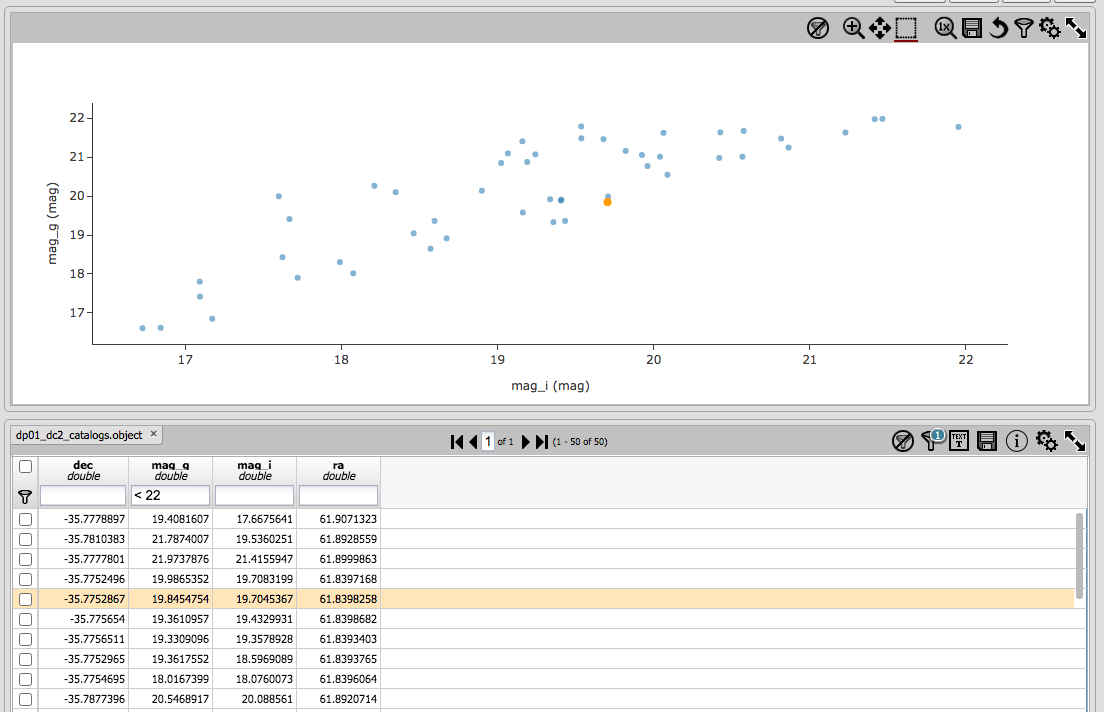 1x
22
21
20
19
18
17
mag_g (mag)
17 18 19 20 21 22
mag_i (mag)
dp01_dc2_catalogs.object ×
1 of 1 (1 - 50 of 50)
1 TEXT T i
dec mag_g mag_i ra
double double double double
< 22
-35.7778897 19.4081607 17.6675641 61.9071323
-35.7810383 21.7874007 19.5360251 61.8928559
-35.7777801 21.9737876 21.4155947 61.8999863
-35.7752496 19.9865352 19.7083199 61.8397168
-35.7752867 19.8454754 19.7045367 61.8398258
-35.775654 19.3610957 19.4329931 61.8398682
-35.7756511 19.3309096 19.3578928 61.8393403
-35.7752965 19.3617552 18.5969089 61.8393765
-35.7754695 18.0167399 18.0760073 61.8396064
-35.7877396 20.5468917 20.088561 61.8920714